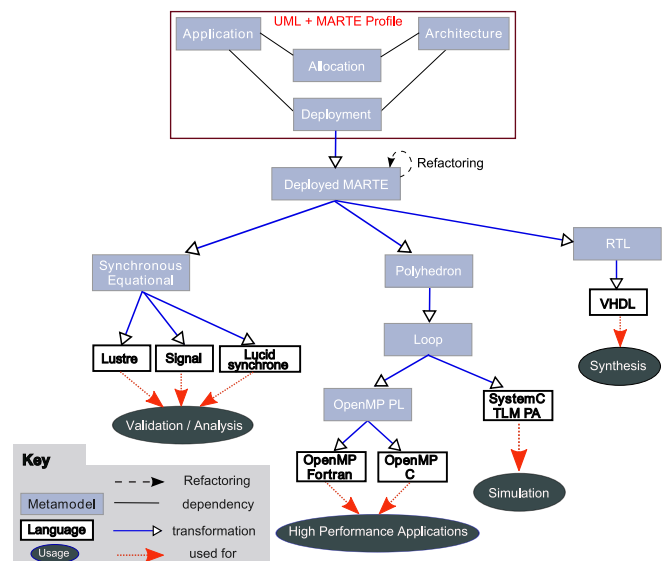 UML + MARTE Profile
Application
Architecture
Allocation
Deployment
Refactoring
Deployed MARTE
Synchronous
Equational
Polyhedron
RTL
VHDL
Lustre
Signal
Lucid
synchrone
Loop
Synthesis
Validation / Analysis
OpenMP PL
SystemC
TLM PA
OpenMP
Fortran
OpenMP
C
Simulation
High Performance Applications
Key
Refactoring
Metamodel
dependency
Language
transformation
Usage
used for